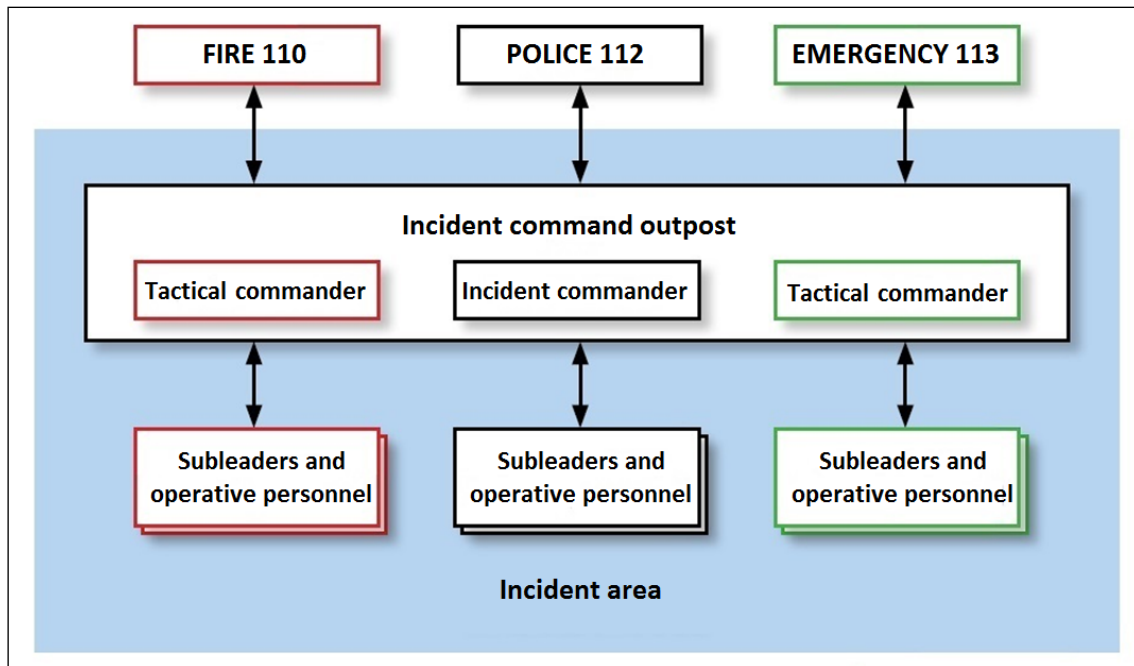 FIRE 110
POLICE 112
EMERGENCY 113
Incident command outpost
Tactical commander
Incident commander
Tactical commander
Subleaders and
operative personnel
Subleaders and
operative personnel
Subleaders and
operative personnel
Incident area